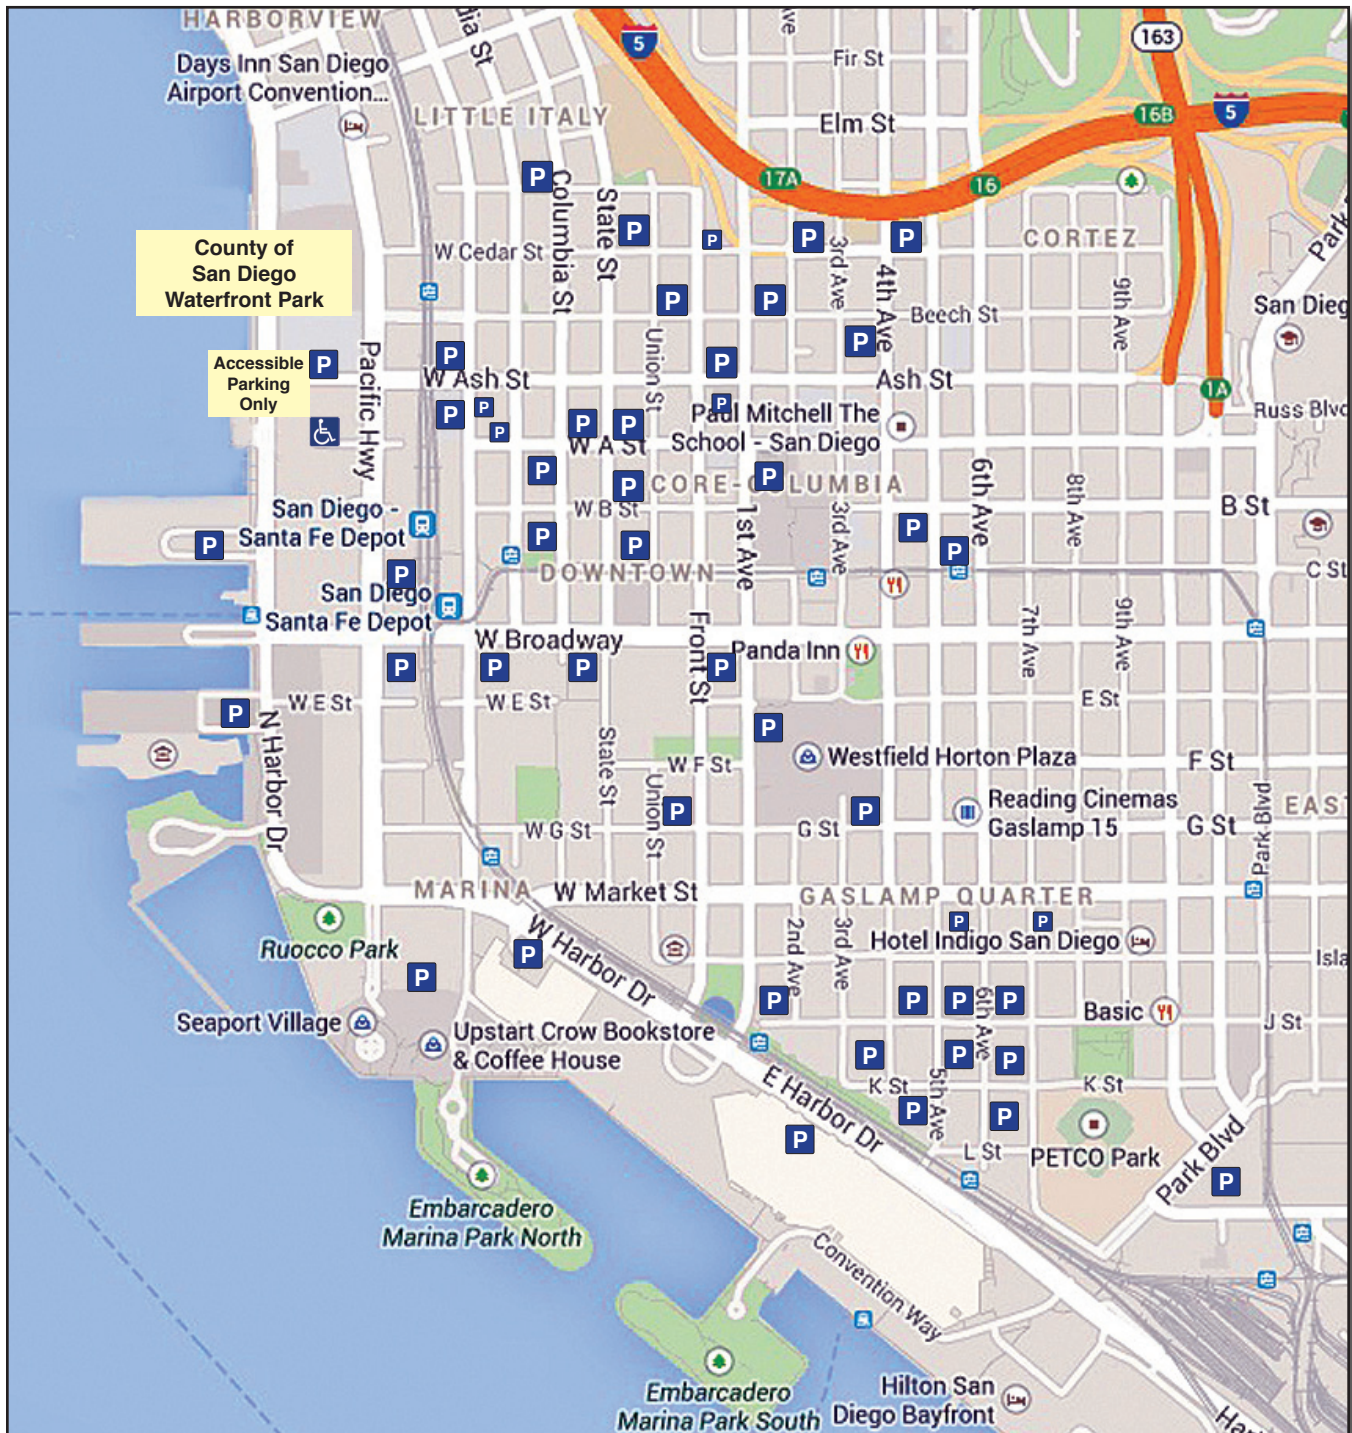 HARBORVIEW
dia St
Ave
5
163
Days Inn San Diego
Airport Convention...
Fir St
LITTLE ITALY
Elm St
16B
5
17A
16
P
Columbia St
State St
P
P
P
P
3rd Ave
CORTEZ
Park
County of
San Diego
Waterfront Park
W Cedar St
4th Ave
9th Ave
P
P
Beech St
San Dieg
Union St
P
Accessible
Parking
Only
P
Pacific Hwy
P
W Ash St
P
Ash St
1A
P
P
P
P
P
P
Paul Mitchell The
School - San Diego
Russ Blvd
W A St
P
P
CORE-COLUMBIA
P
6th Ave
8th Ave
San Diego -
Santa Fe Depot
W B St
1st Ave
3rd Ave
B St
P
P
P
P
P
P
DOWNTOWN
C St
San Diego
Santa Fe Depot
7th Ave
9th Ave
W Broadway
Front St
Panda Inn
P
P
P
P
W E St
W E St
E St
P
N Harbor Dr
P
State St
W F St
Westfield Horton Plaza
F St
Union St
P
P
Reading Cinemas
Gaslamp 15
Park Blvd
EAS
W G St
G St
G St
MARINA
W Market St
GASLAMP QUARTER
P
P
Ruocco Park
W Harbor Dr
P
2nd Ave
3rd Ave
Hotel Indigo San Diego
Isla
P
P
P
P
P
6th Ave
Basic
J St
Seaport Village
Upstart Crow Bookstore
& Coffee House
P
P
P
E Harbor Dr
K St
5th Ave
K St
P
P
P
L St
PETCO Park
Park Blvd
P
Embarcadero
Marina Park North
Convention Way
Embarcadero
Marina Park South
Hilton San
Diego Bayfront
Har